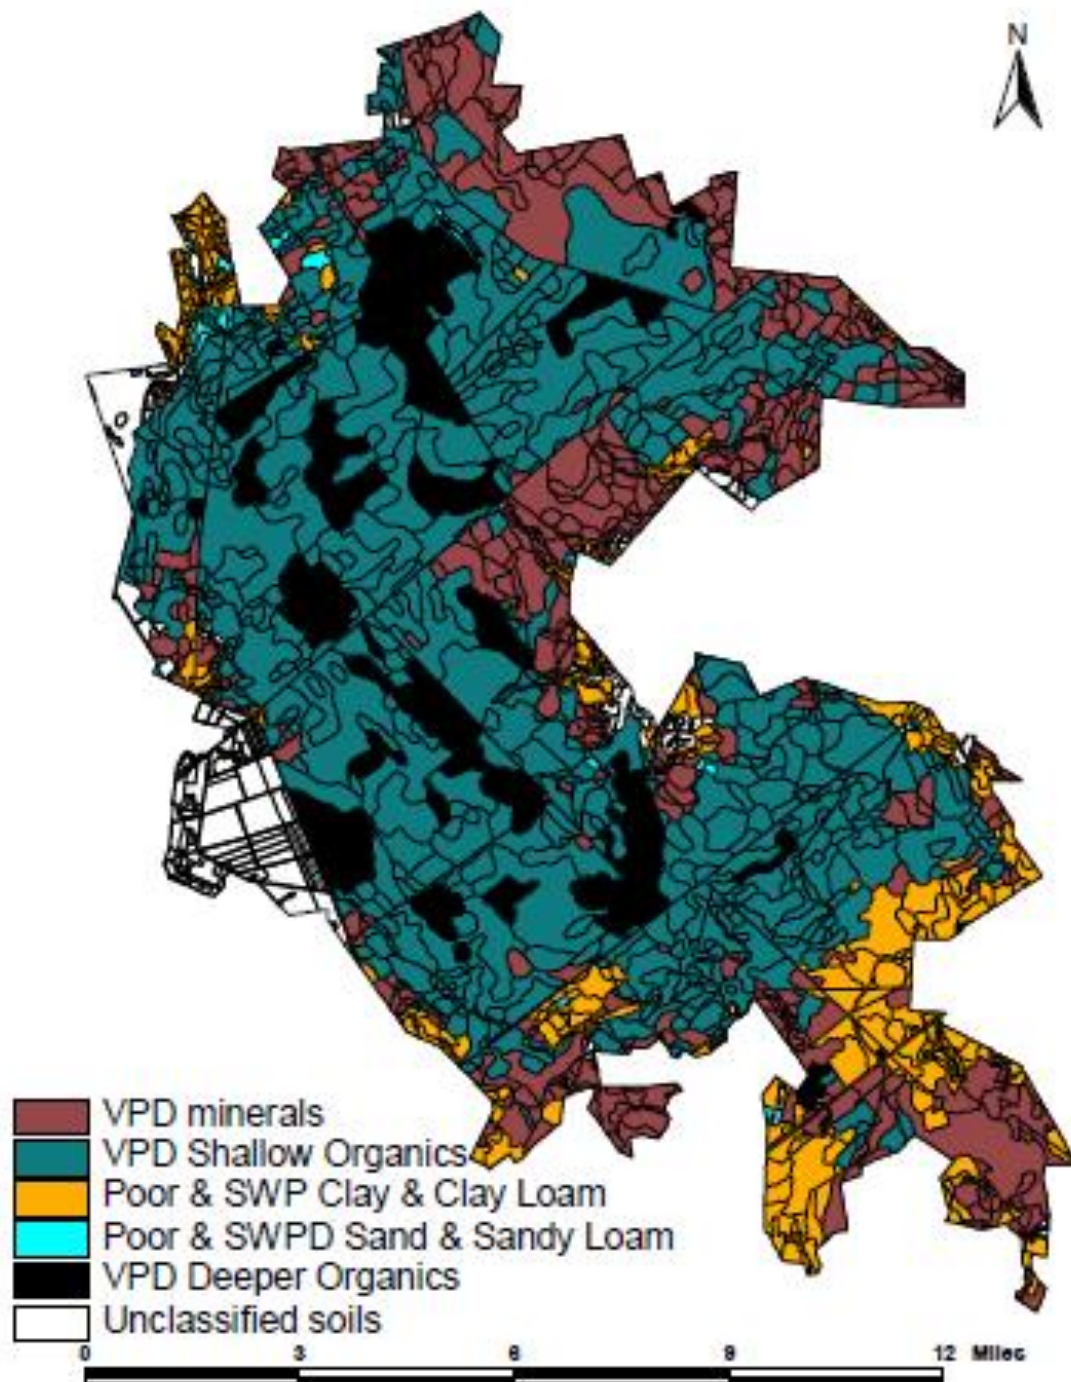 N
VPD minerals
VPD Shallow Organics
Poor & SWP Clay & Clay Loam
Poor & SWPD Sand & Sandy Loam
VPD Deeper Organics
Unclassified soils
0 3 6 9 12 Miles